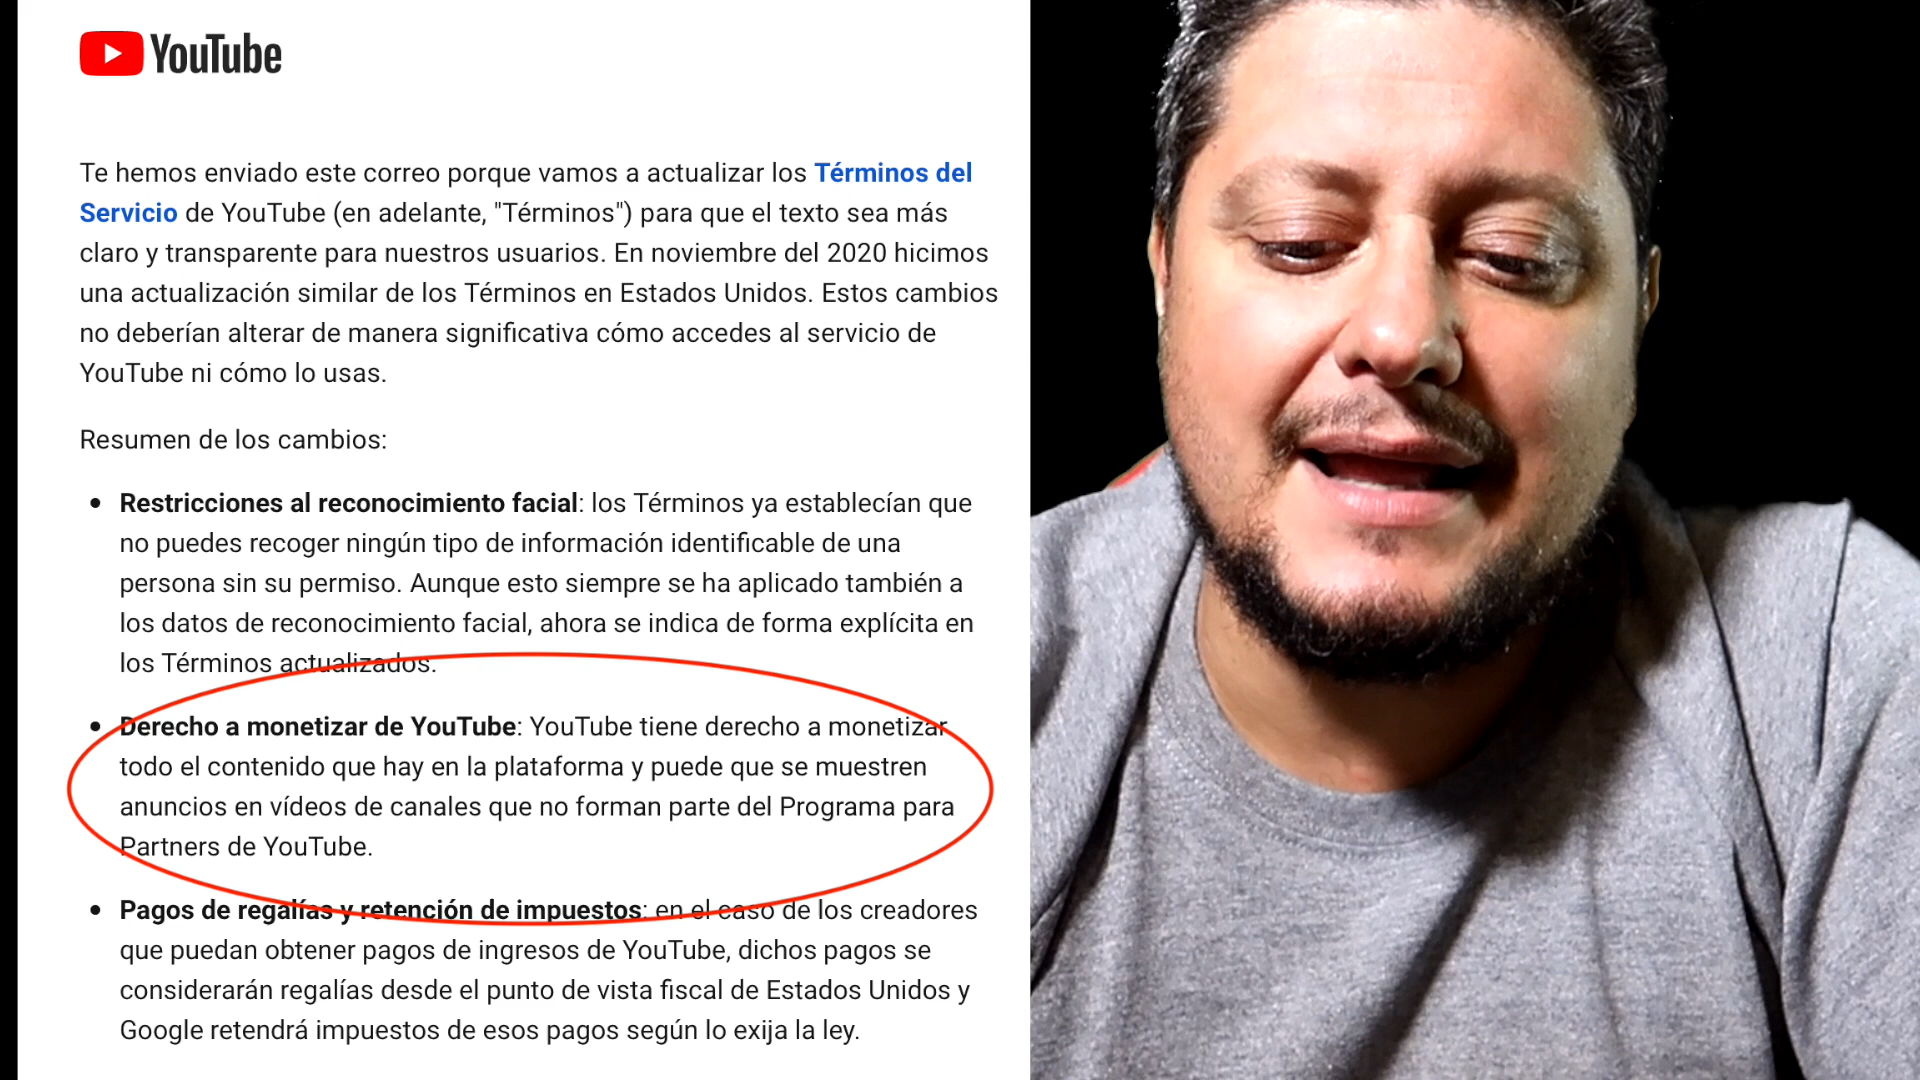 YouTube
Te hemos enviado este correo porque vamos a actualizar los Términos del
Servicio de YouTube (en adelante, "Términos") para que el texto sea más
claro y transparente para nuestros usuarios. En noviembre del 2020 hicimos
una actualización similar de los Términos en Estados Unidos. Estos cambios
no deberían alterar de manera significativa cómo accedes al servicio de
YouTube ni cómo lo usas.
Resumen de los cambios:
• Restricciones al reconocimiento facial: los Términos ya establecían que
no puedes recoger ningún tipo de información identificable de una
persona sin su permiso. Aunque esto siempre se ha aplicado también a
los datos de reconocimiento facial, ahora se indica de forma explícita en
los Términos actualizados.
• Derecho a monetizar de YouTube: YouTube tiene derecho a monetizar
todo el contenido que hay en la plataforma y puede que se muestren
anuncios en vídeos de canales que no forman parte del Programa para
Partners de YouTube.
• Pagos de regalías y retención de impuestos: en el caso de los creadores
que puedan obtener pagos de ingresos de YouTube, dichos pagos se
considerarán regalías desde el punto de vista fiscal de Estados Unidos y
Google retendrá impuestos de esos pagos según lo exija la ley.